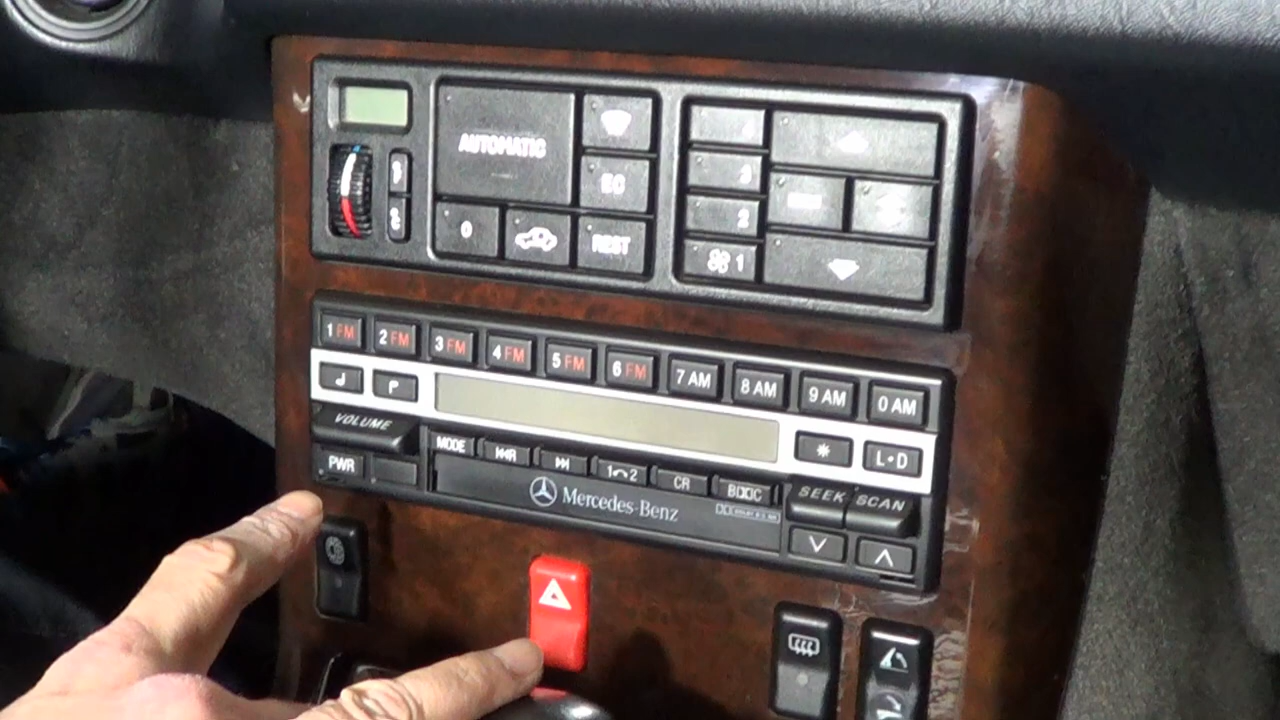 AUTOMATIC
EC
0
REST
°F
°C
3
2
1
1 FM
2 FM
3 FM
4 FM
5 FM
6 FM
7 AM
8 AM
9 AM
0 AM
VOLUME
MODE
1 2
CR
L•D
PWR
Mercedes-Benz
SEEK
SCAN